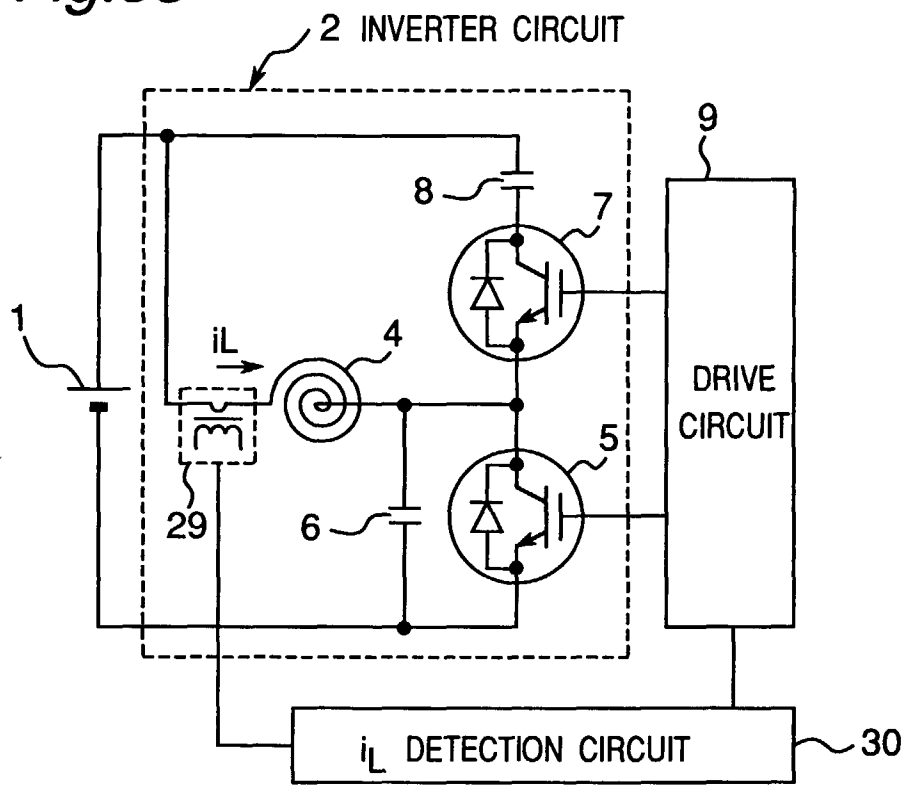 2 INVERTER CIRCUIT
9
8
7
1
iL
4
DRIVE
CIRCUIT
5
29
6
iL DETECTION CIRCUIT
30